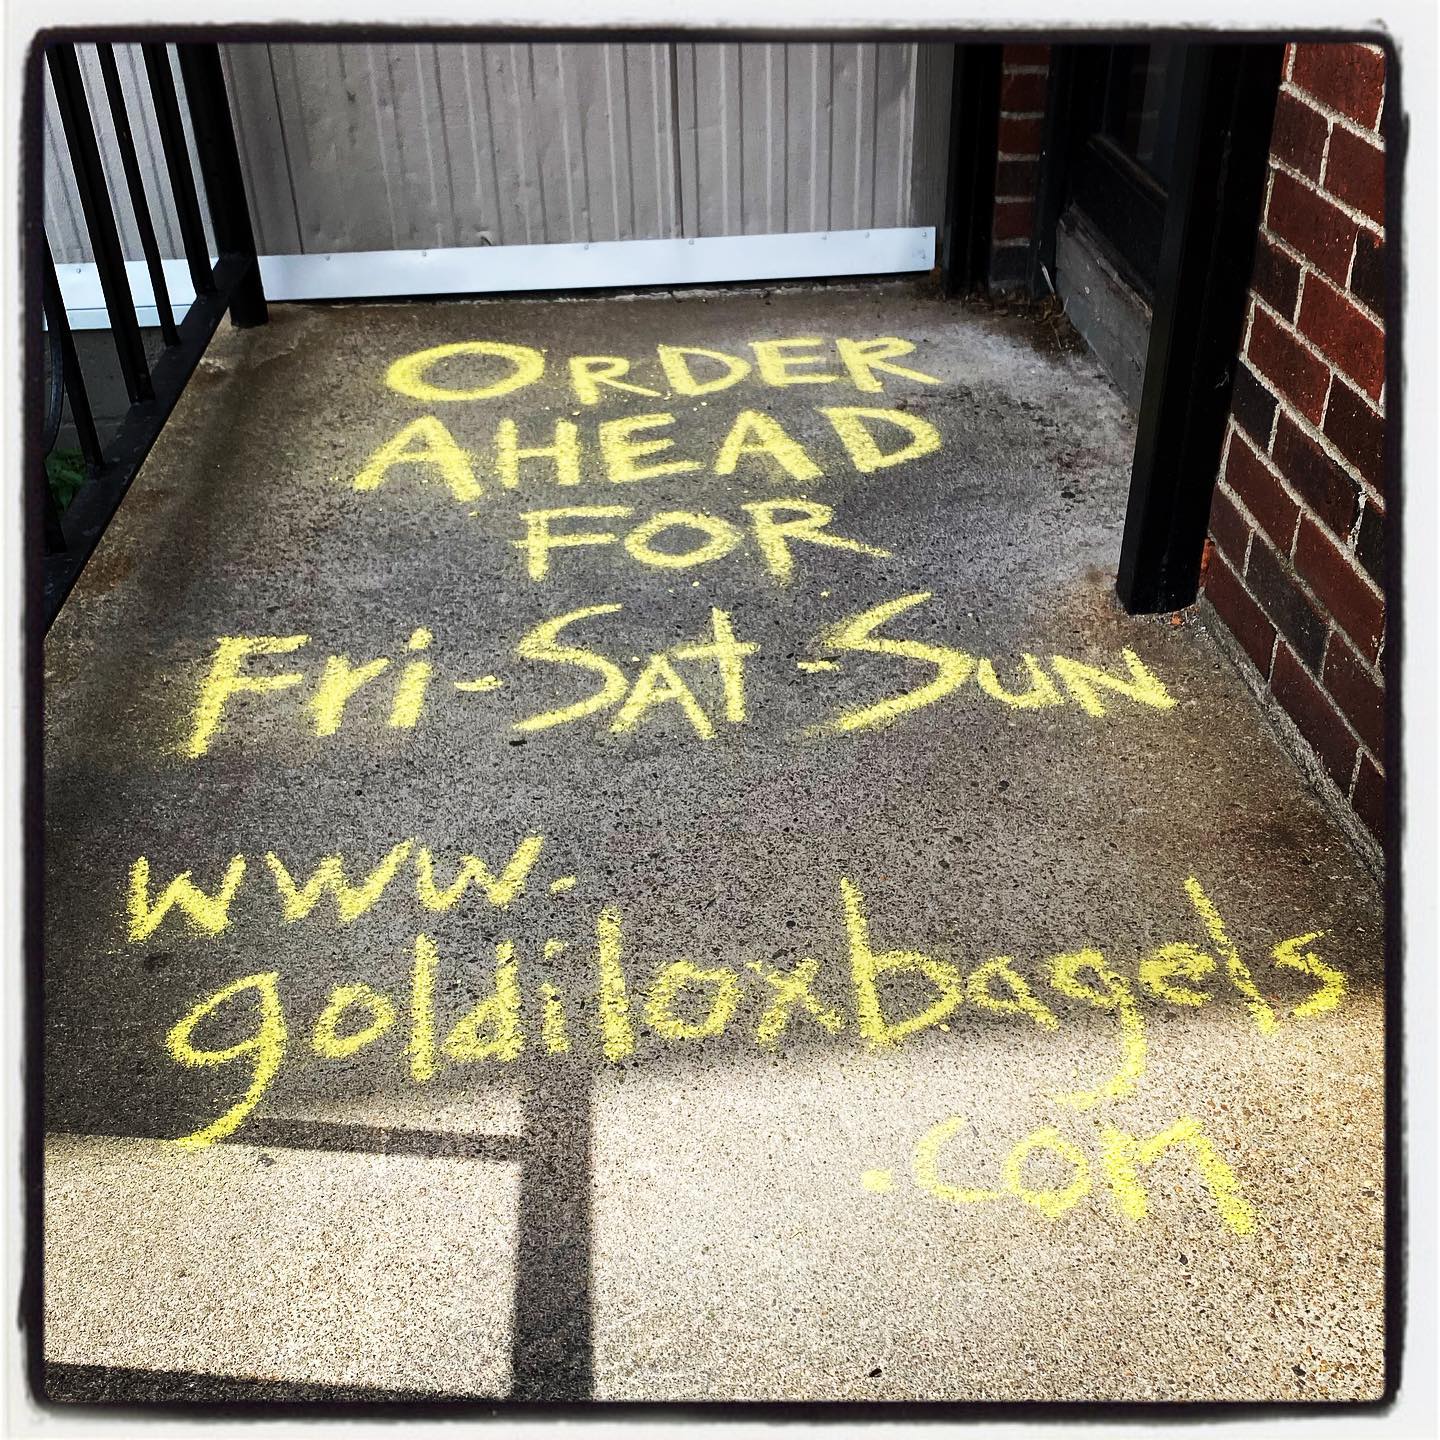 ORDER
AHEAD
FOR
Fri-SAt-SUN
www.
goldiloxbagels
.com